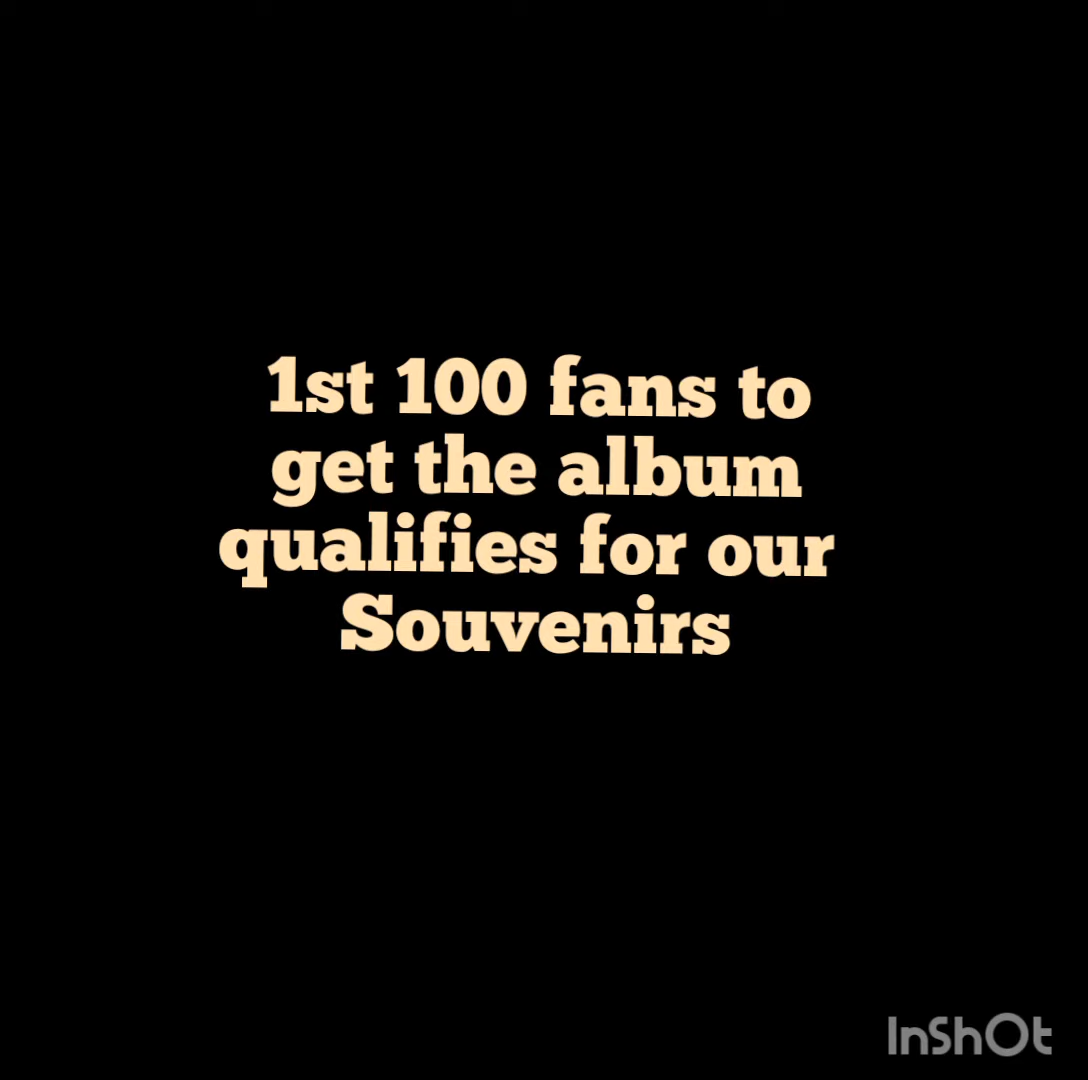 1st 100 fans to
get the album
qualifies for our
Souvenirs
InShOt